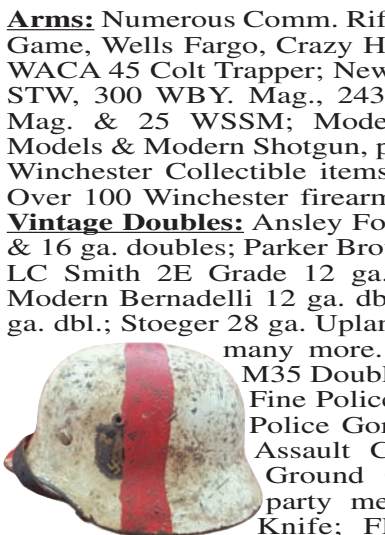 Arms: Numerous Comm. Rif
Game, Wells Fargo, Crazy H
WACA 45 Colt Trapper; New
STW, 300 WBY. Mag., 243
Mag. & 25 WSSM; Mode
Models & Modern Shotgun, p
Winchester Collectible items
Over 100 Winchester firearm
Vintage Doubles: Ansley Fo
& 16 ga. doubles; Parker Bro
LC Smith 2E Grade 12 ga.
Modern Bernadelli 12 ga. db
ga. dbl.; Stoeger 28 ga. Uplan
many more.
M35 Doubl
Fine Police
Police Gor
Assault C
Ground
party me
Knife; Fl